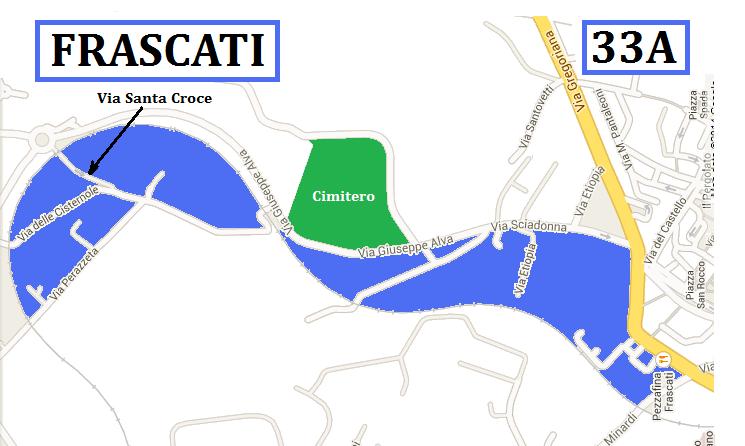 FRASCATI
33A
Via Santa Croce
Via Gregoriana
Piazza
Spada
Via Santovetti
Via M. Pantaleoni
Il Pergolato
Via Giuseppe Alva
Cimitero
Via Etiopia
Via delle Cisternole
Via Sciadonna
Via del Castello
Via Giuseppe Alva
Via Etiopia
Via Perazzeta
Piazza
San Rocco
Via
Pezzafina
Frascati
Minardi